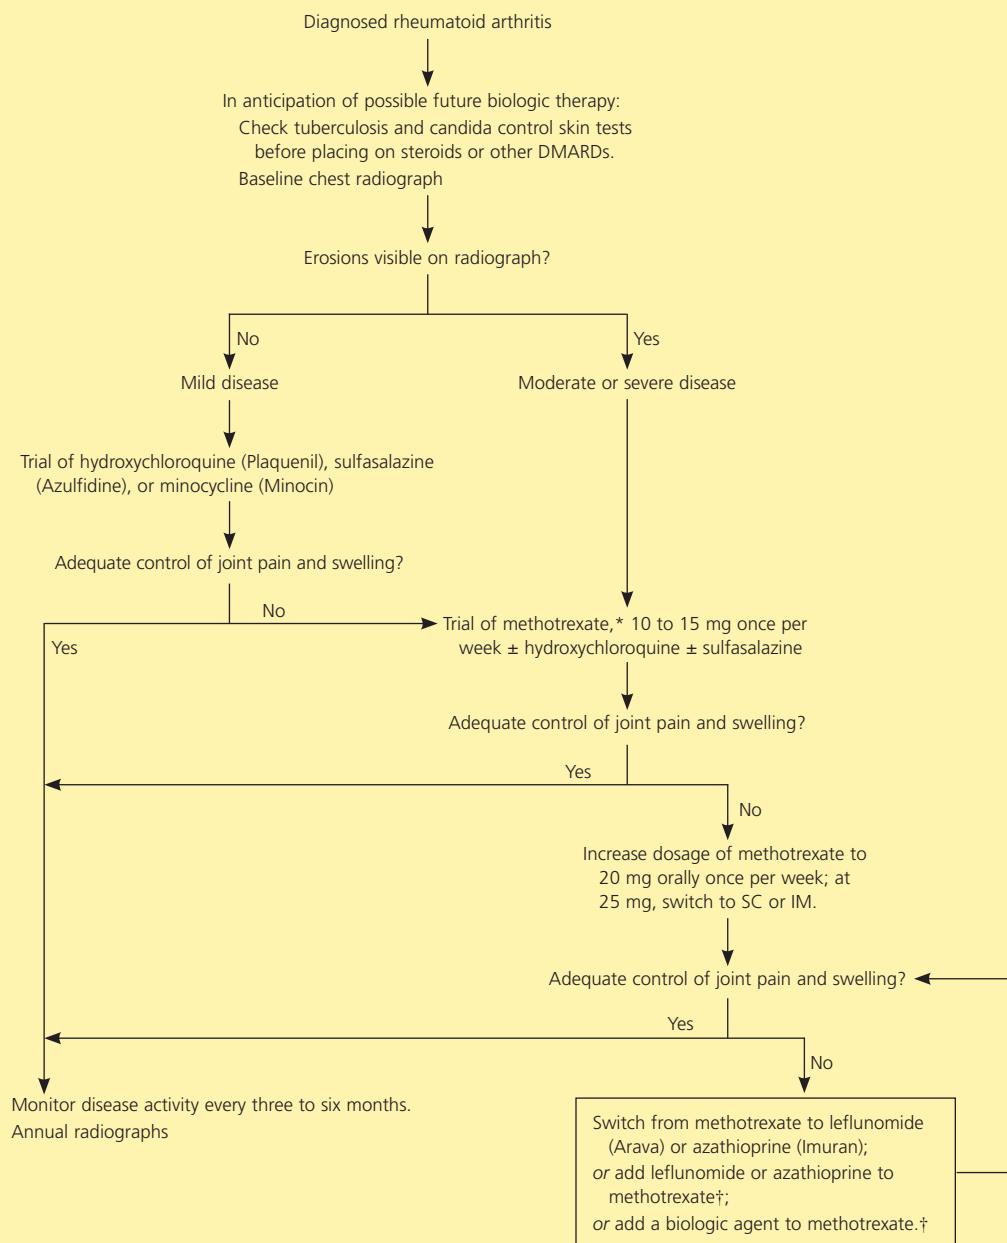 Diagnosed rheumatoid arthritis
In anticipation of possible future biologic therapy:
Check tuberculosis and candida control skin tests
before placing on steroids or other DMARDs.
Baseline chest radiograph
Erosions visible on radiograph?
No
Yes
Mild disease
Moderate or severe disease
Trial of hydroxychloroquine (Plaquenil), sulfasalazine
(Azulfidine), or minocycline (Minocin)
Adequate control of joint pain and swelling?
No
Yes
Trial of methotrexate,* 10 to 15 mg once per
week ± hydroxychloroquine ± sulfasalazine
Adequate control of joint pain and swelling?
Yes
No
Increase dosage of methotrexate to
20 mg orally once per week; at
25 mg, switch to SC or IM.
Adequate control of joint pain and swelling?
Yes
No
Monitor disease activity every three to six months.
Annual radiographs
Switch from methotrexate to leflunomide
(Arava) or azathioprine (Imuran);
or add leflunomide or azathioprine to
methotrexate†;
or add a biologic agent to methotrexate.†